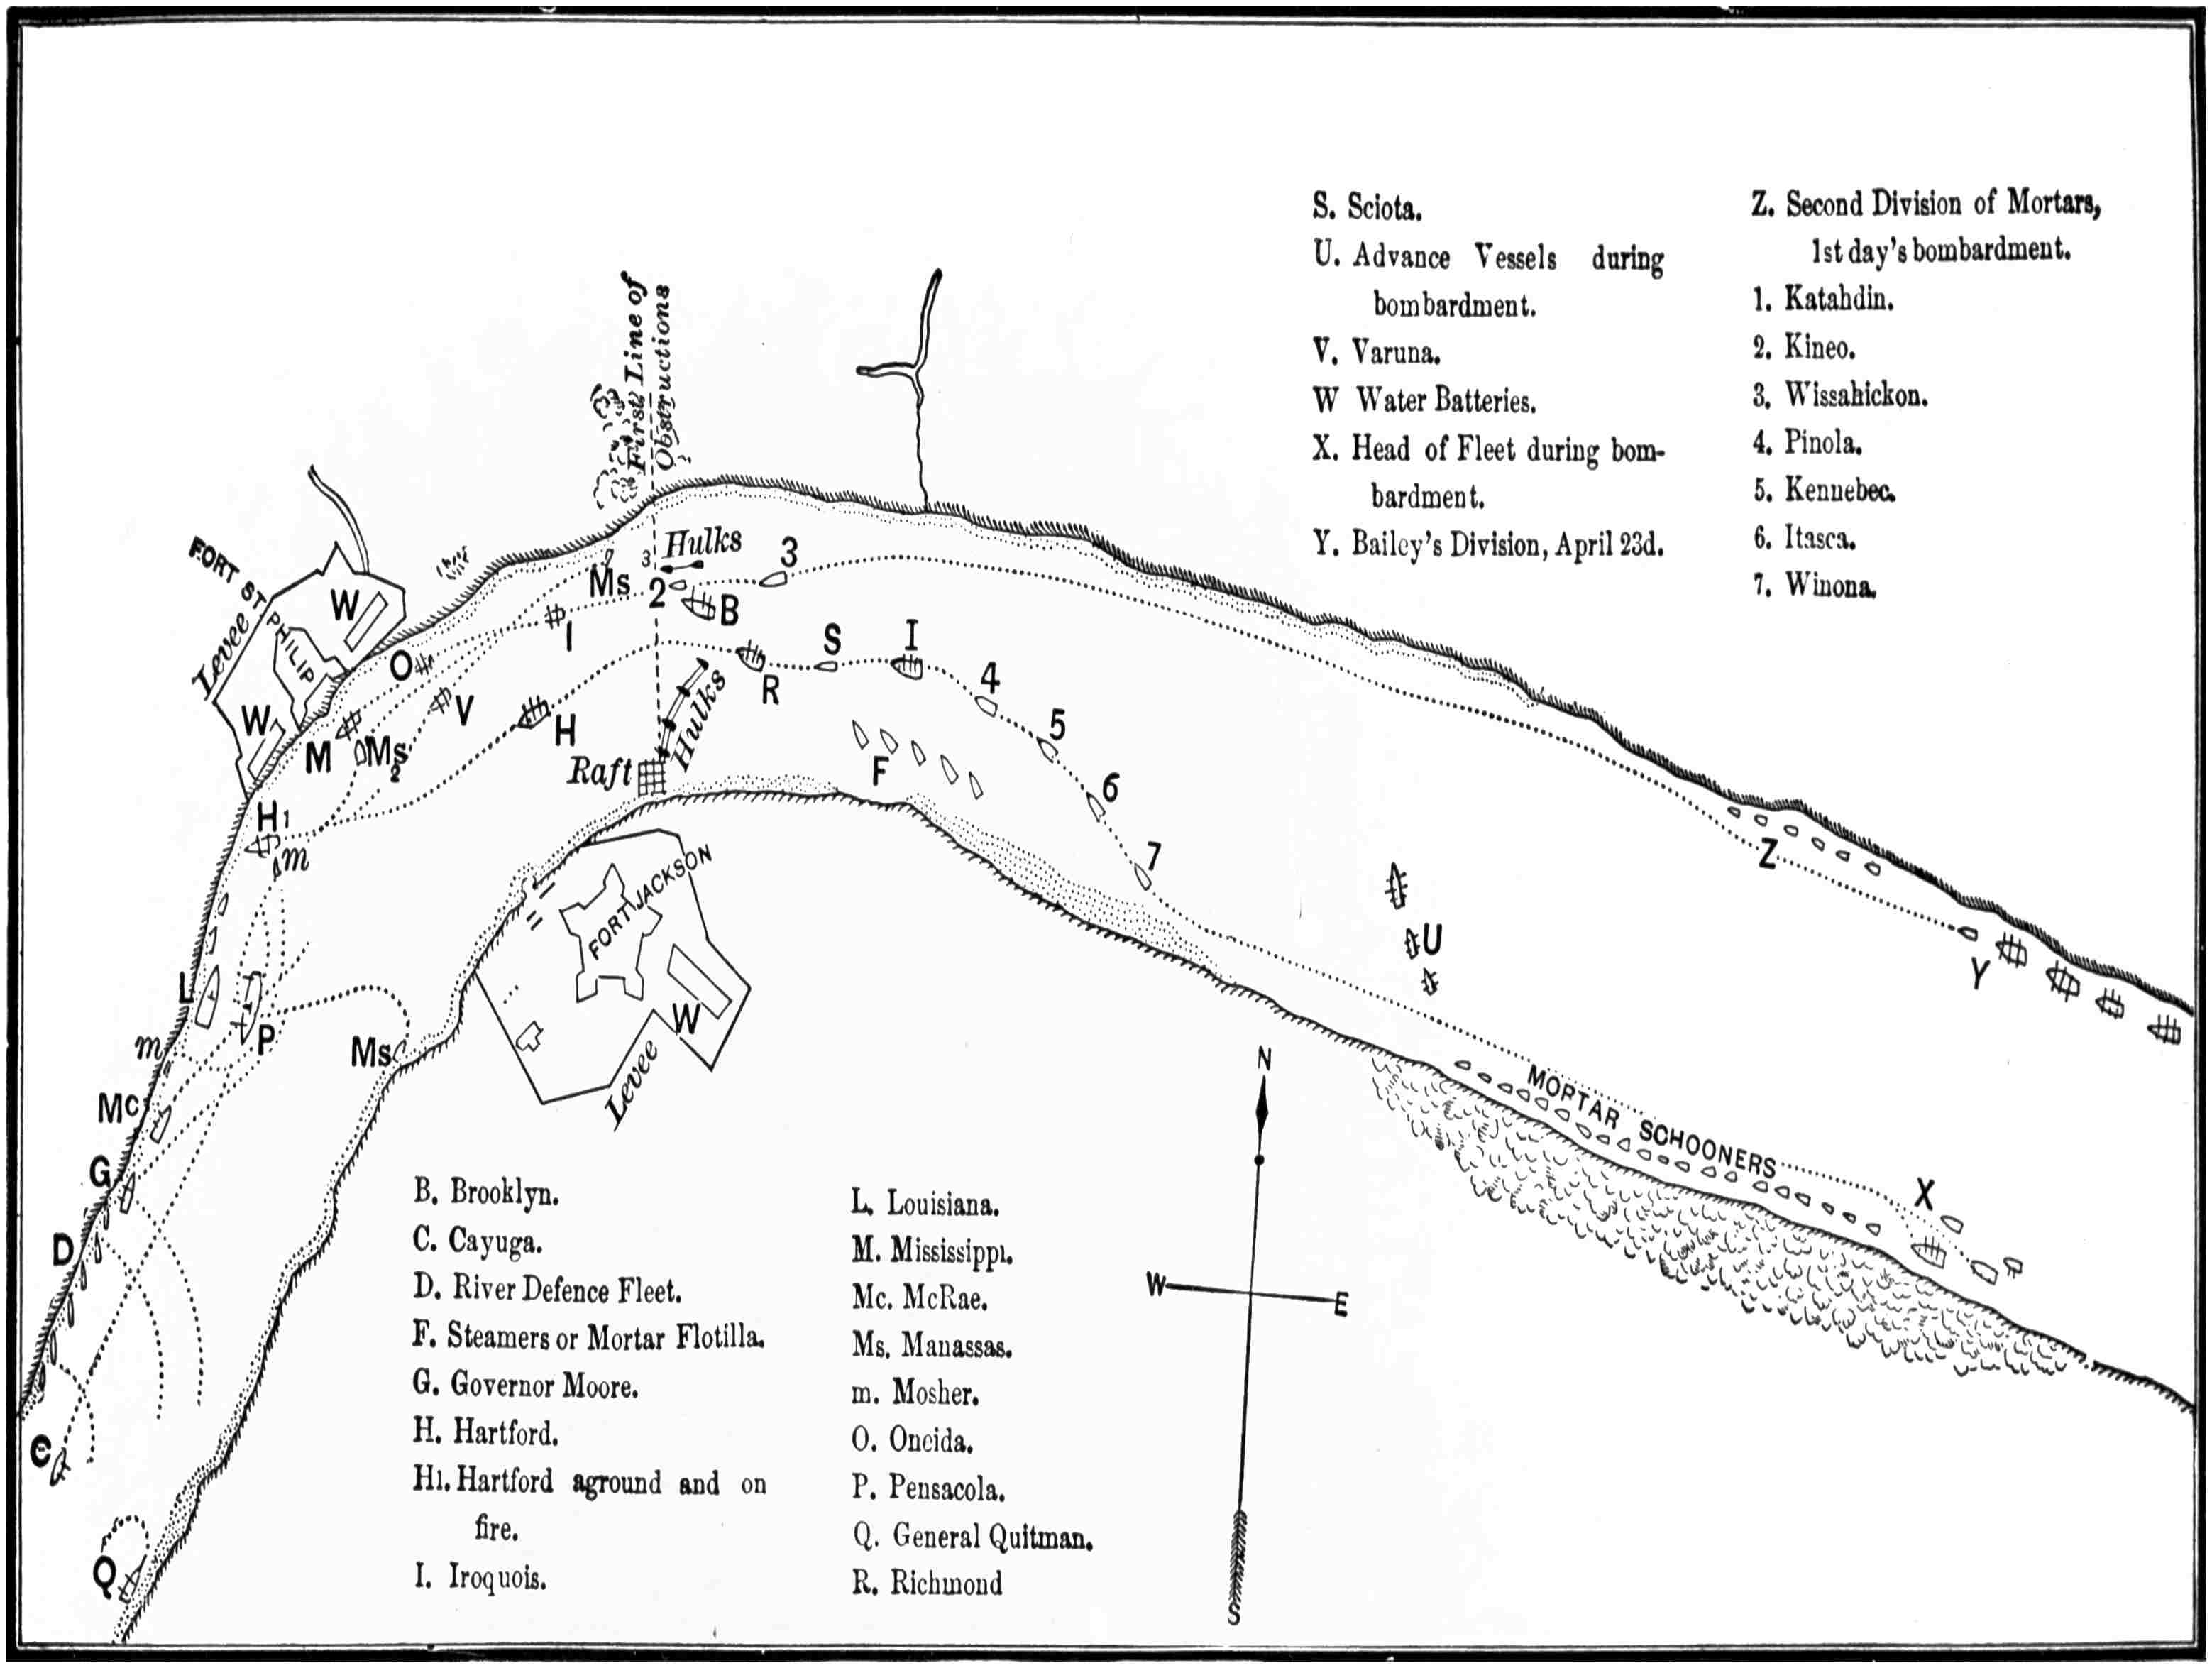 S. Sciota.
U. Advance Vessels during
bombardment.
V. Varuna.
W Water Batteries.
X. Head of Fleet during bom-
bardment.
Y. Bailey's Division, April 23d.
Z. Second Division of Mortars,
1st day's bombardment.
1. Katahdin.
2. Kineo.
3. Wissahickon.
4. Pinola.
5. Kennebec.
6. Itasca.
7. Winona.
First Line of
Obstructions
Hulks
3
3
Ms
2
B
I
FORT ST. PHILIP
Levee
W
W
O
V
M
Ms
2
H
R
S
I
4
5
6
7
Hulks
Raft
F
H1
m
FORT JACKSON
W
Levee
L
P
m
Ms
Mc
G
D
C
Q
U
Z
Y
MORTAR SCHOONERS
X
N
W
E
S
B. Brooklyn.
C. Cayuga.
D. River Defence Fleet.
F. Steamers or Mortar Flotilla.
G. Governor Moore.
H. Hartford.
H1. Hartford aground and on
fire.
I. Iroquois.
L. Louisiana.
M. Mississippi.
Mc. McRae.
Ms. Manassas.
m. Mosher.
O. Oneida.
P. Pensacola.
Q. General Quitman.
R. Richmond